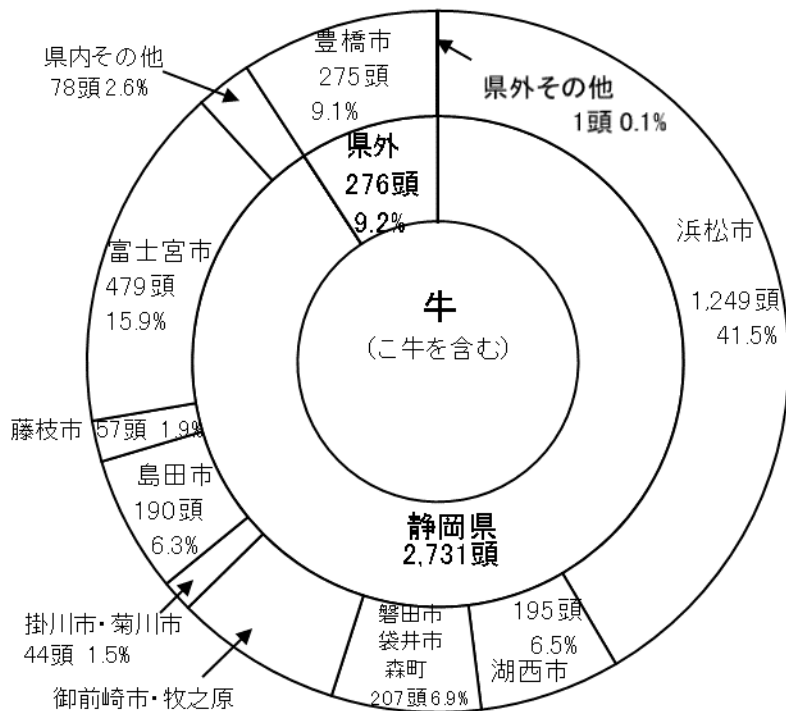 牛
(こ牛を含む)
静岡県
2,731頭
県外
276頭
9.2%
県外その他
1頭 0.1%
浜松市
1,249頭
41.5%
195頭
6.5%
湖西市
磐田市
袋井市
森町
207頭6.9%
御前崎市・牧之原
掛川市・菊川市
44頭 1.5%
島田市
190頭
6.3%
藤枝市 57頭 1.9%
富士宮市
479頭
15.9%
県内その他
78頭2.6%
豊橋市
275頭
9.1%